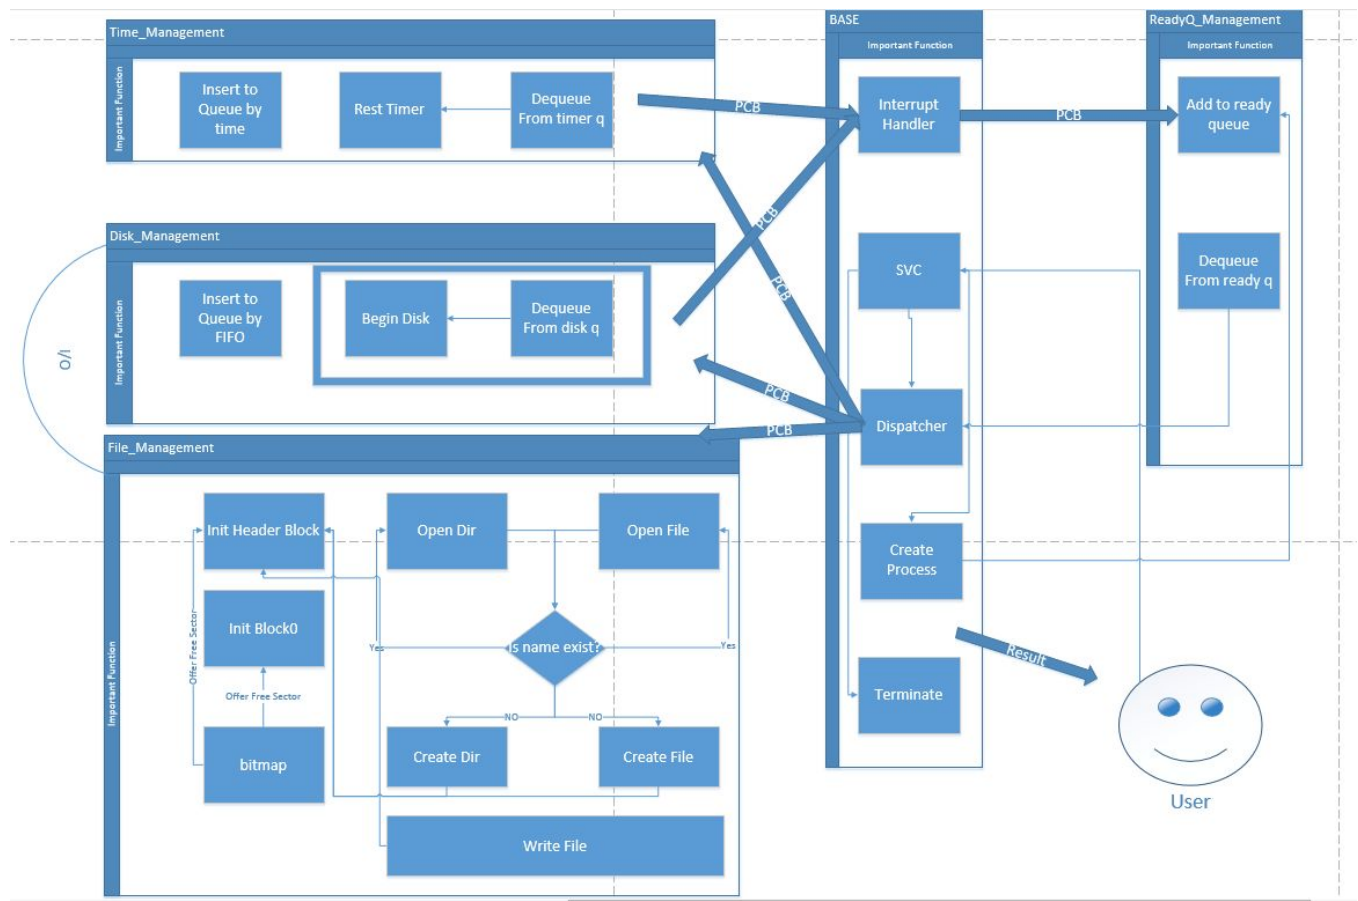 Time_Management
Important Function
Insert to
Queue by
time
Rest Timer
Dequeue
From timer q
PCB
BASE
Important Function
Interrupt
Handler
PCB
ReadyQ_Management
Important Function
Add to ready
queue
Disk_Management
Important Function
I/O
Insert to
Queue by
FIFO
Begin Disk
Dequeue
From disk q
PCB
PCB
PCB
PCB
SVC
Dequeue
From ready q
Dispatcher
Create
Process
Terminate
Result
User
File_Management
Important Function
Init Header Block
Open Dir
Open File
Offer Free Sector
Init Block0
Yes
Is name exist?
Yes
Offer Free Sector
NO
NO
bitmap
Create Dir
Create File
Write File